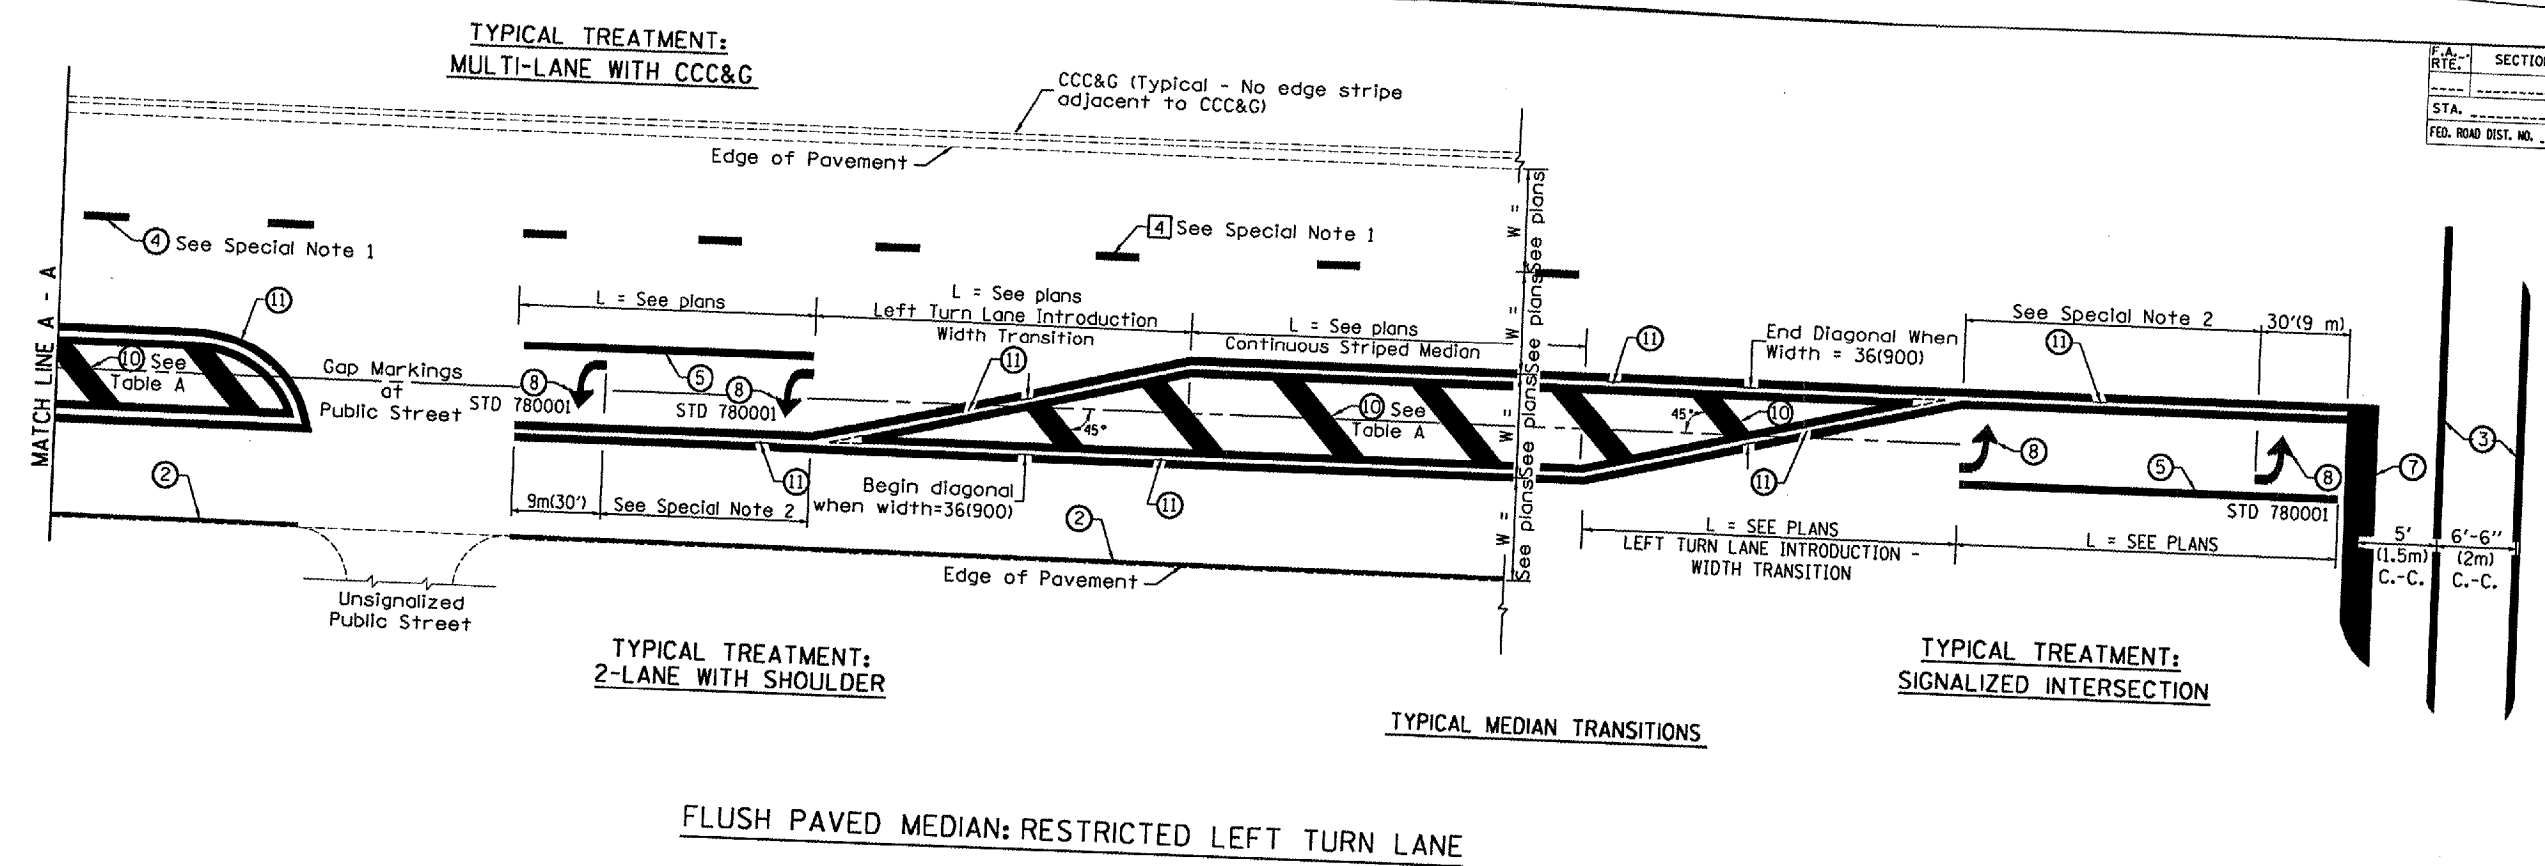 TYPICAL TREATMENT:
MULTI-LANE WITH CCC&G
CCC&G (Typical - No edge stripe
adjacent to CCC&G)
Edge of Pavement
F.A.
RTE.
SECTIO
STA.
FED. ROAD DIST. NO.
4 See Special Note 1
4 See Special Note 1
MATCH LINE A - A
11
10 See
Table A
Gap Markings
at
Public Street
L = See plans
L = See plans
Left Turn Lane Introduction
Width Transition
L = See plans
Continuous Striped Median
W =
See plans
W =
See plans
W =
See plans
W =
See plans
8
STD 780001
5
8
STD 780001
11
11
45°
10 See
Table A
11
End Diagonal When
Width = 36(900)
45°
10
See Special Note 2
30'(9 m)
11
8
8
5
STD 780001
7
3
2
9m(30')
See Special Note 2
11
Begin diagonal
when width=36(900)
11
2
Edge of Pavement
Unsignalized
Public Street
11
L = SEE PLANS
LEFT TURN LANE INTRODUCTION -
WIDTH TRANSITION
L = SEE PLANS
5'
(1.5m)
C.-C.
6'-6"
(2m)
C.-C.
TYPICAL TREATMENT:
2-LANE WITH SHOULDER
TYPICAL TREATMENT:
SIGNALIZED INTERSECTION
TYPICAL MEDIAN TRANSITIONS
FLUSH PAVED MEDIAN: RESTRICTED LEFT TURN LANE